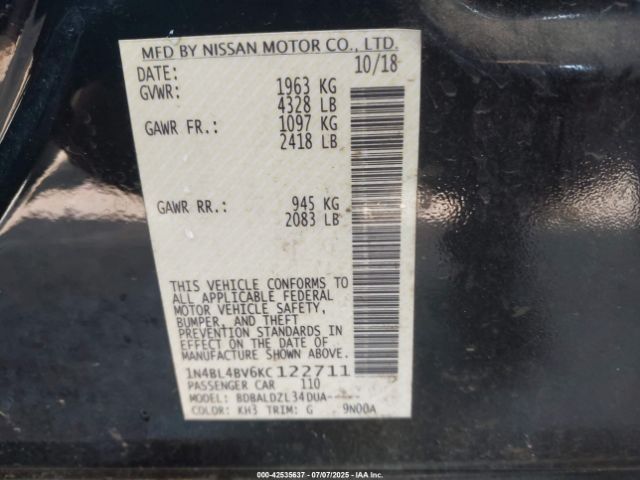 MFD BY NISSAN MOTOR CO., LTD.
DATE: 10/18
GVWR: 1963 KG
4328 LB
GAWR FR.: 1097 KG
2418 LB
GAWR RR.: 945 KG
2083 LB
THIS VEHICLE CONFORMS TO
ALL APPLICABLE FEDERAL
MOTOR VEHICLE SAFETY,
BUMPER, AND THEFT
PREVENTION STANDARDS IN
EFFECT ON THE DATE OF
MANUFACTURE SHOWN ABOVE.
1N4BL4BV6KC122711
PASSENGER CAR 110
MODEL: BDBALDZL34DUA-----
COLOR: KH3 TRIM: G 9N00A
000-42535637 - 07/07/2025 - IAA Inc.